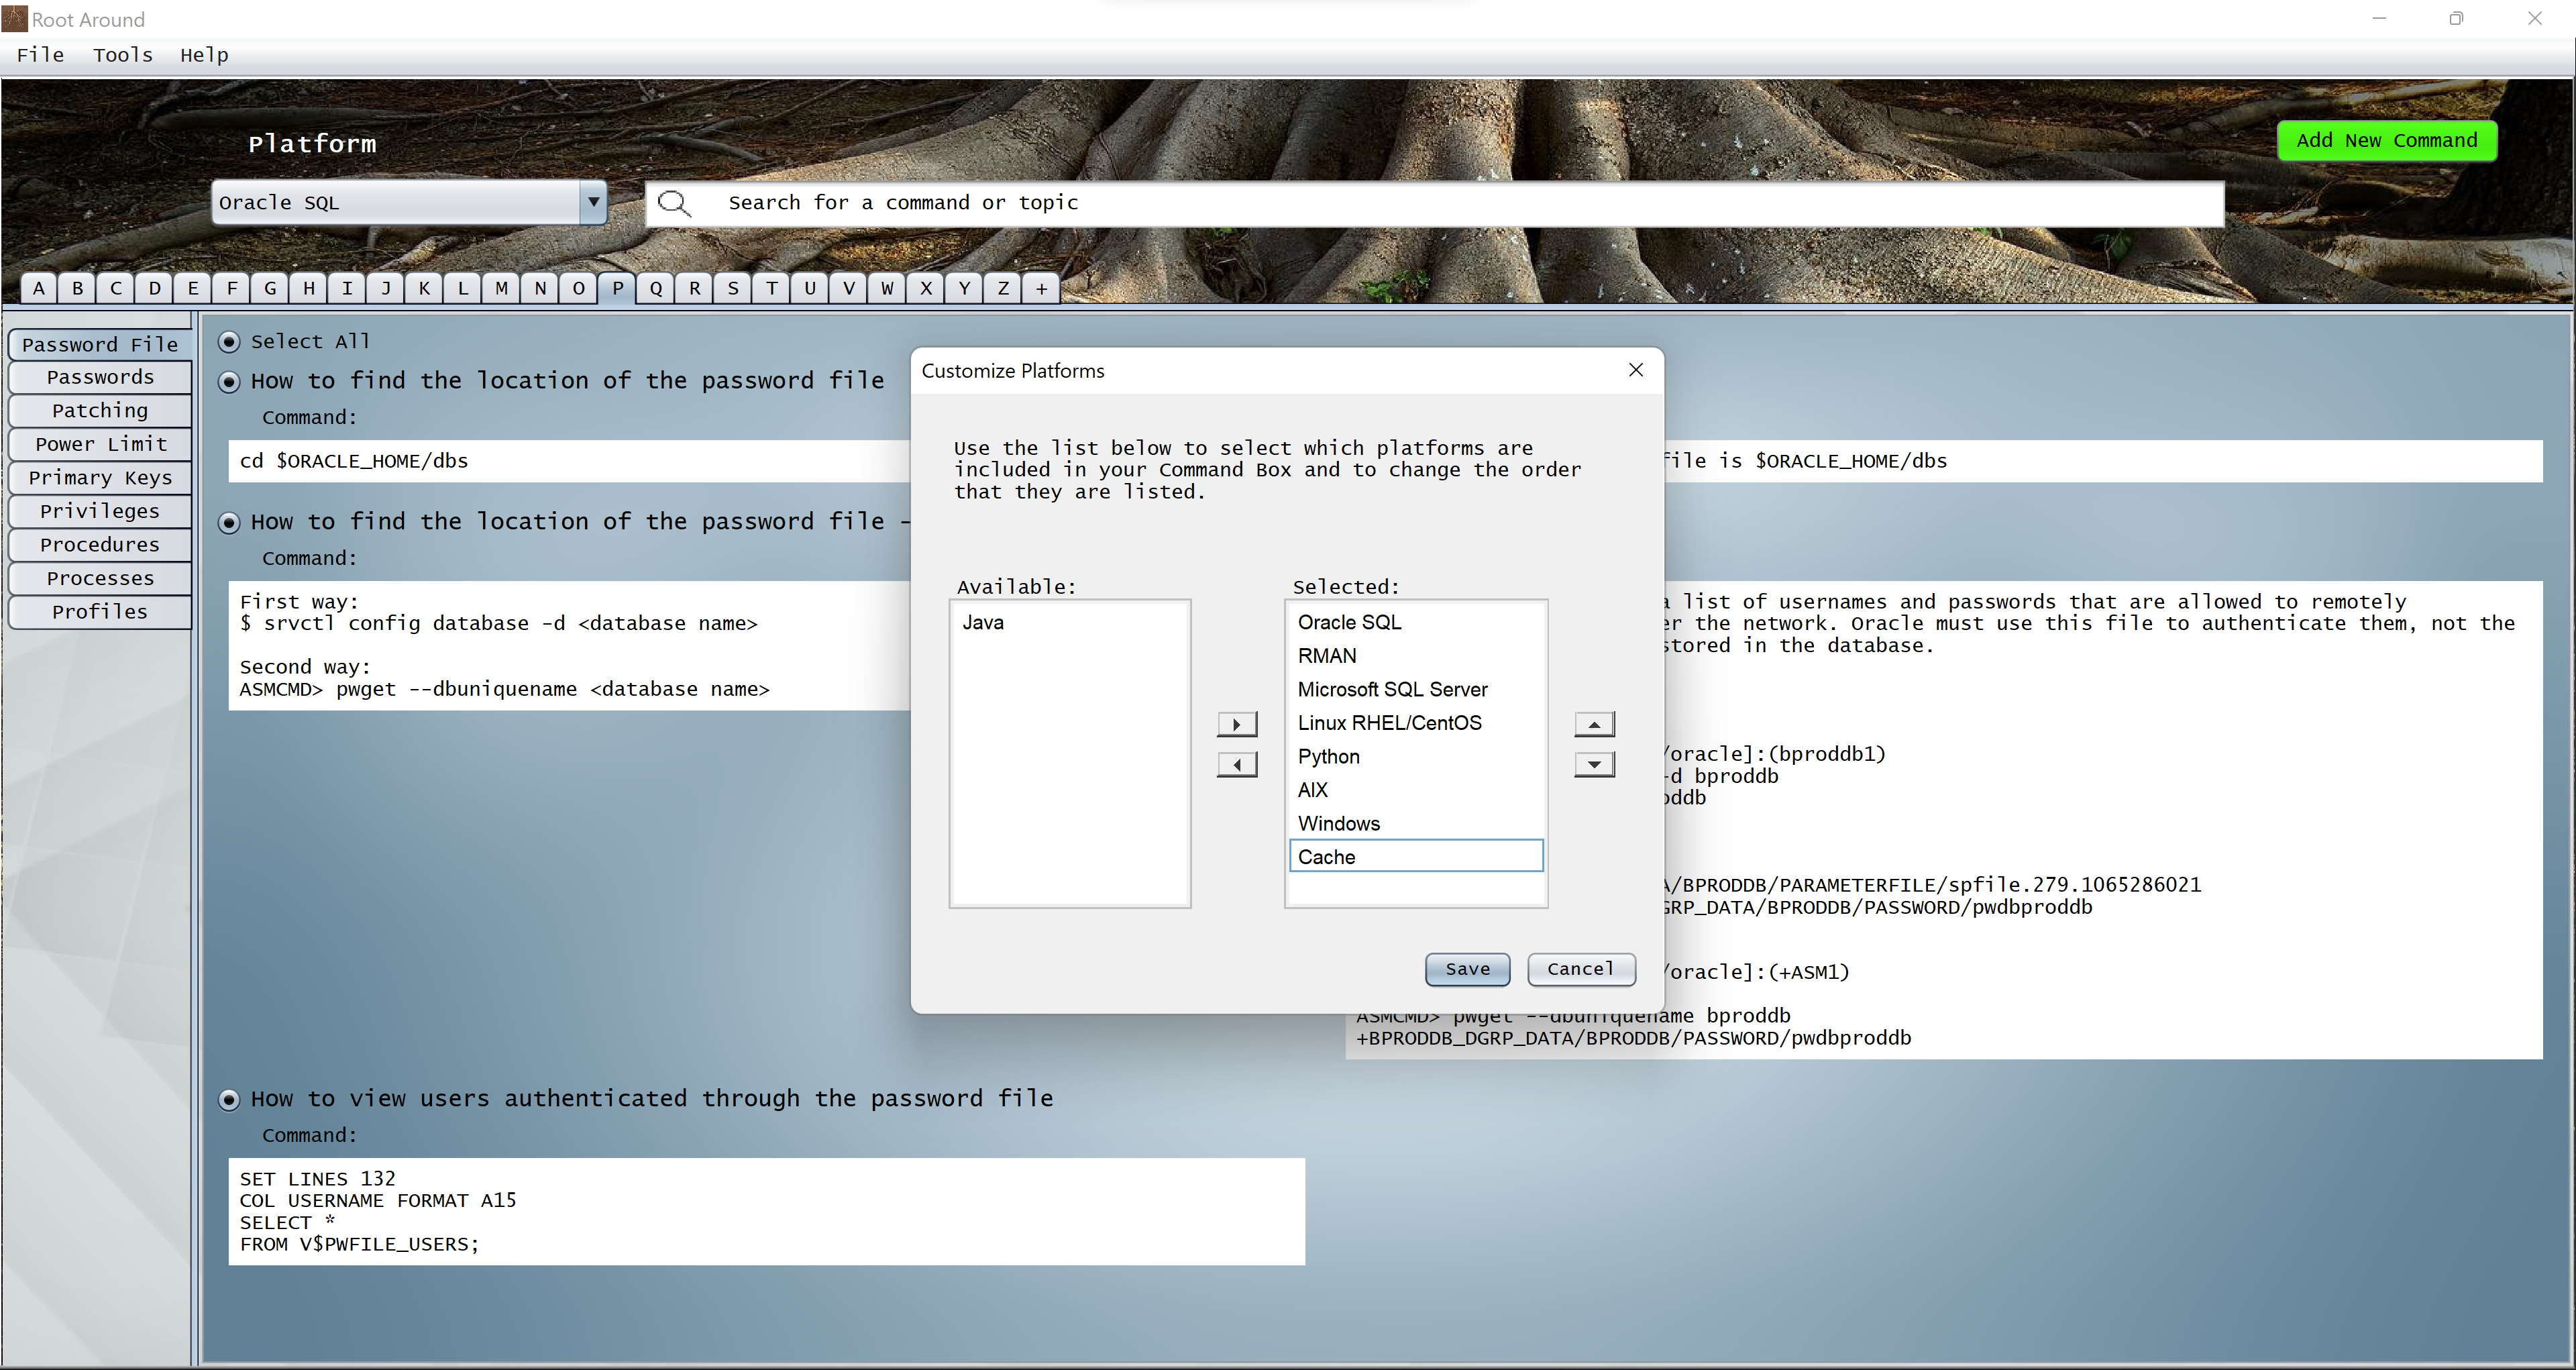 Root Around
File Tools Help
Platform
Add New Command
Oracle SQL
Search for a command or topic
A B C D E F G H I J K L M N O P Q R S T U V W X Y Z +
Password File
Passwords
Patching
Power Limit
Primary Keys
Privileges
Procedures
Processes
Profiles
Select All
How to find the location of the password file
Command:
cd $ORACLE_HOME/dbs
file is $ORACLE_HOME/dbs
How to find the location of the password file -
Command:
First way:
$ srvctl config database -d <database name>
Second way:
ASMCMD> pwget --dbuniquename <database name>
a list of usernames and passwords that are allowed to remotely
the network. Oracle must use this file to authenticate them, not the
stored in the database.
/oracle]:(bproddb1)
-d bproddb
/BPRODDB/PARAMETERFILE/spfile.279.1065286021
GRP_DATA/BPRODDB/PASSWORD/pwdbproddb
/oracle]:(+ASM1)
ASMCMD> pwget --dbuniquename bproddb
+BPRODDB_DGRP_DATA/BPRODDB/PASSWORD/pwdbproddb
How to view users authenticated through the password file
Command:
SET LINES 132
COL USERNAME FORMAT A15
SELECT *
FROM V$PWFILE_USERS;
Customize Platforms
Use the list below to select which platforms are
included in your Command Box and to change the order
that they are listed.
Available:
Java
Selected:
Oracle SQL
RMAN
Microsoft SQL Server
Linux RHEL/CentOS
Python
AIX
Windows
Cache
Save Cancel